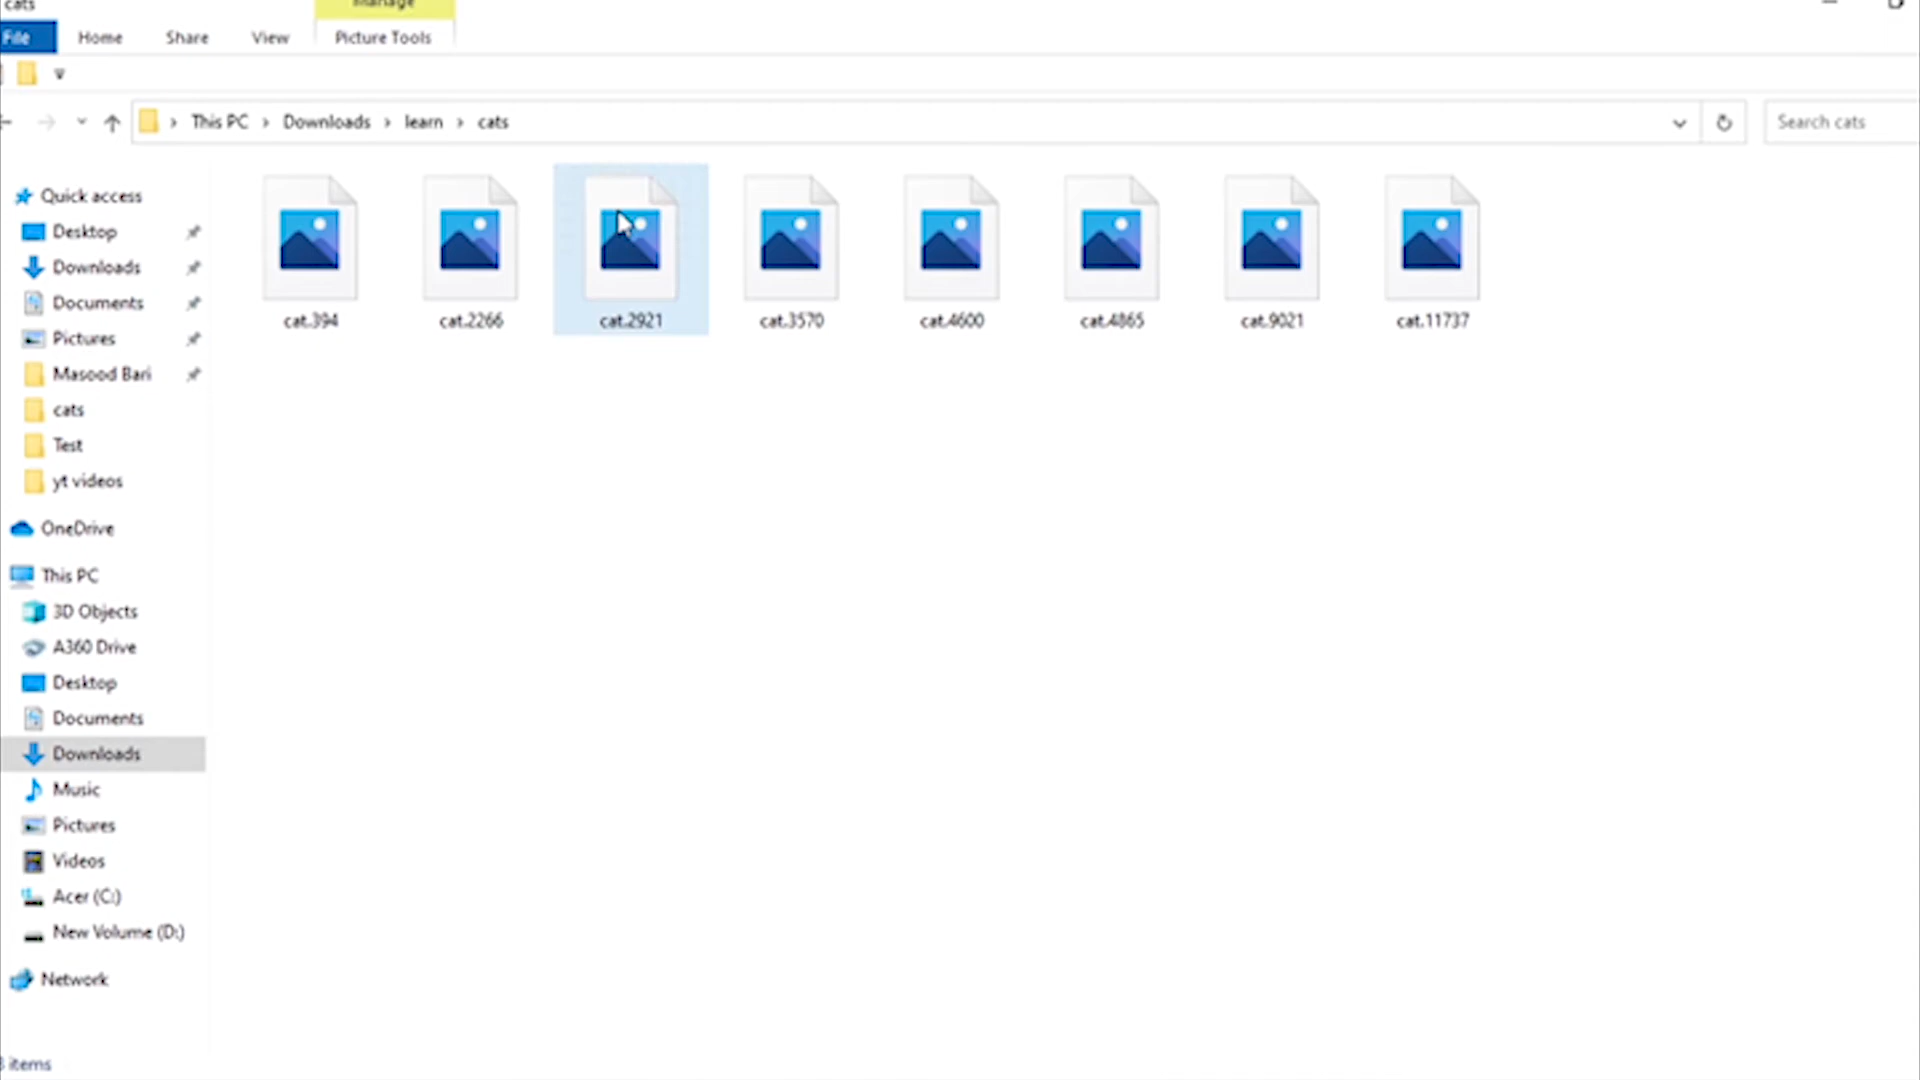 cats
Manage
File Home Share View Picture Tools
This PC › Downloads › learn › cats
Search cats
Quick access
Desktop
Downloads
Documents
Pictures
Masood Bari
cats
Test
yt videos
OneDrive
This PC
3D Objects
A360 Drive
Desktop
Documents
Downloads
Music
Pictures
Videos
Acer (C:)
New Volume (D:)
Network
cat.394 cat.2266 cat.2921 cat.3570 cat.4600 cat.4865 cat.9021 cat.11737
8 items